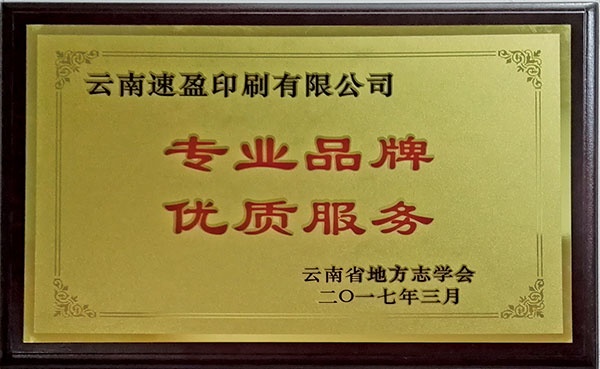 云南速盈印刷有限公司
专业品牌
优质服务
云南省地方志学会
二〇一七年三月